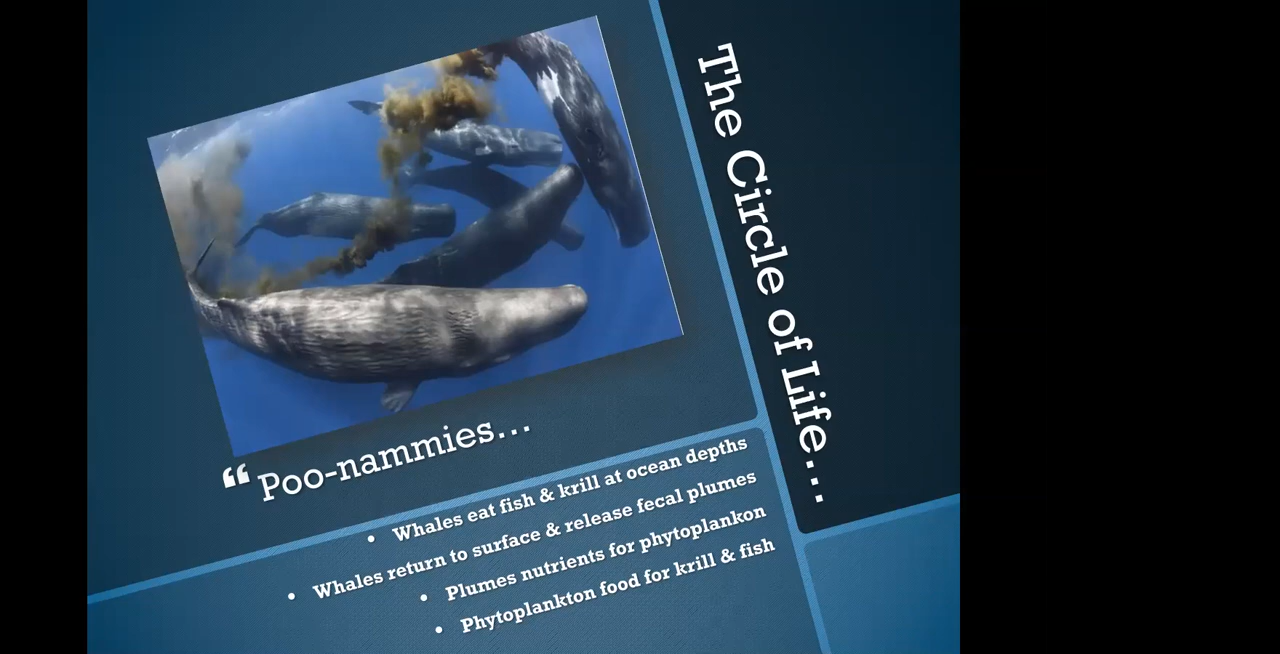 The Circle of Life...
“ Poo-nammies...
• Whales eat fish & krill at ocean depths
• Whales return to surface & release fecal plumes
• Plumes nutrients for phytoplankon
• Phytoplankton food for krill & fish